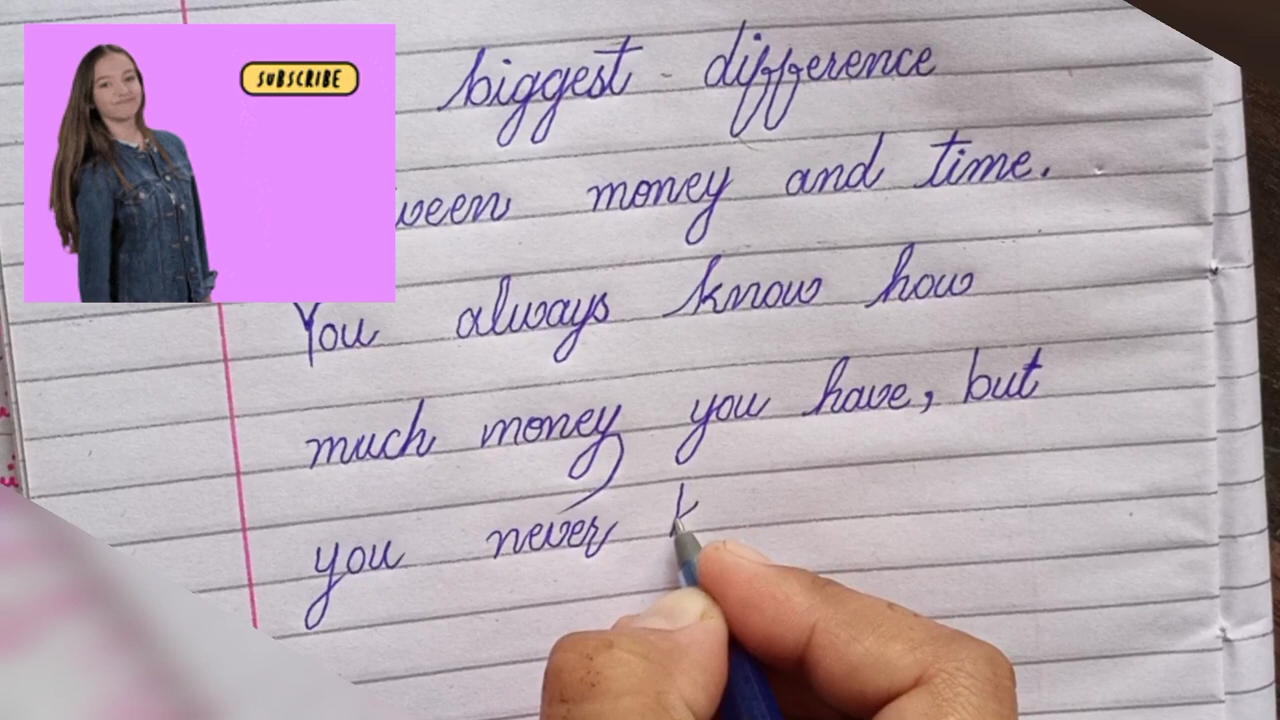 SUBSCRIBE
biggest - difference
ween money and time.
You always know how
much money you have, but
you never k